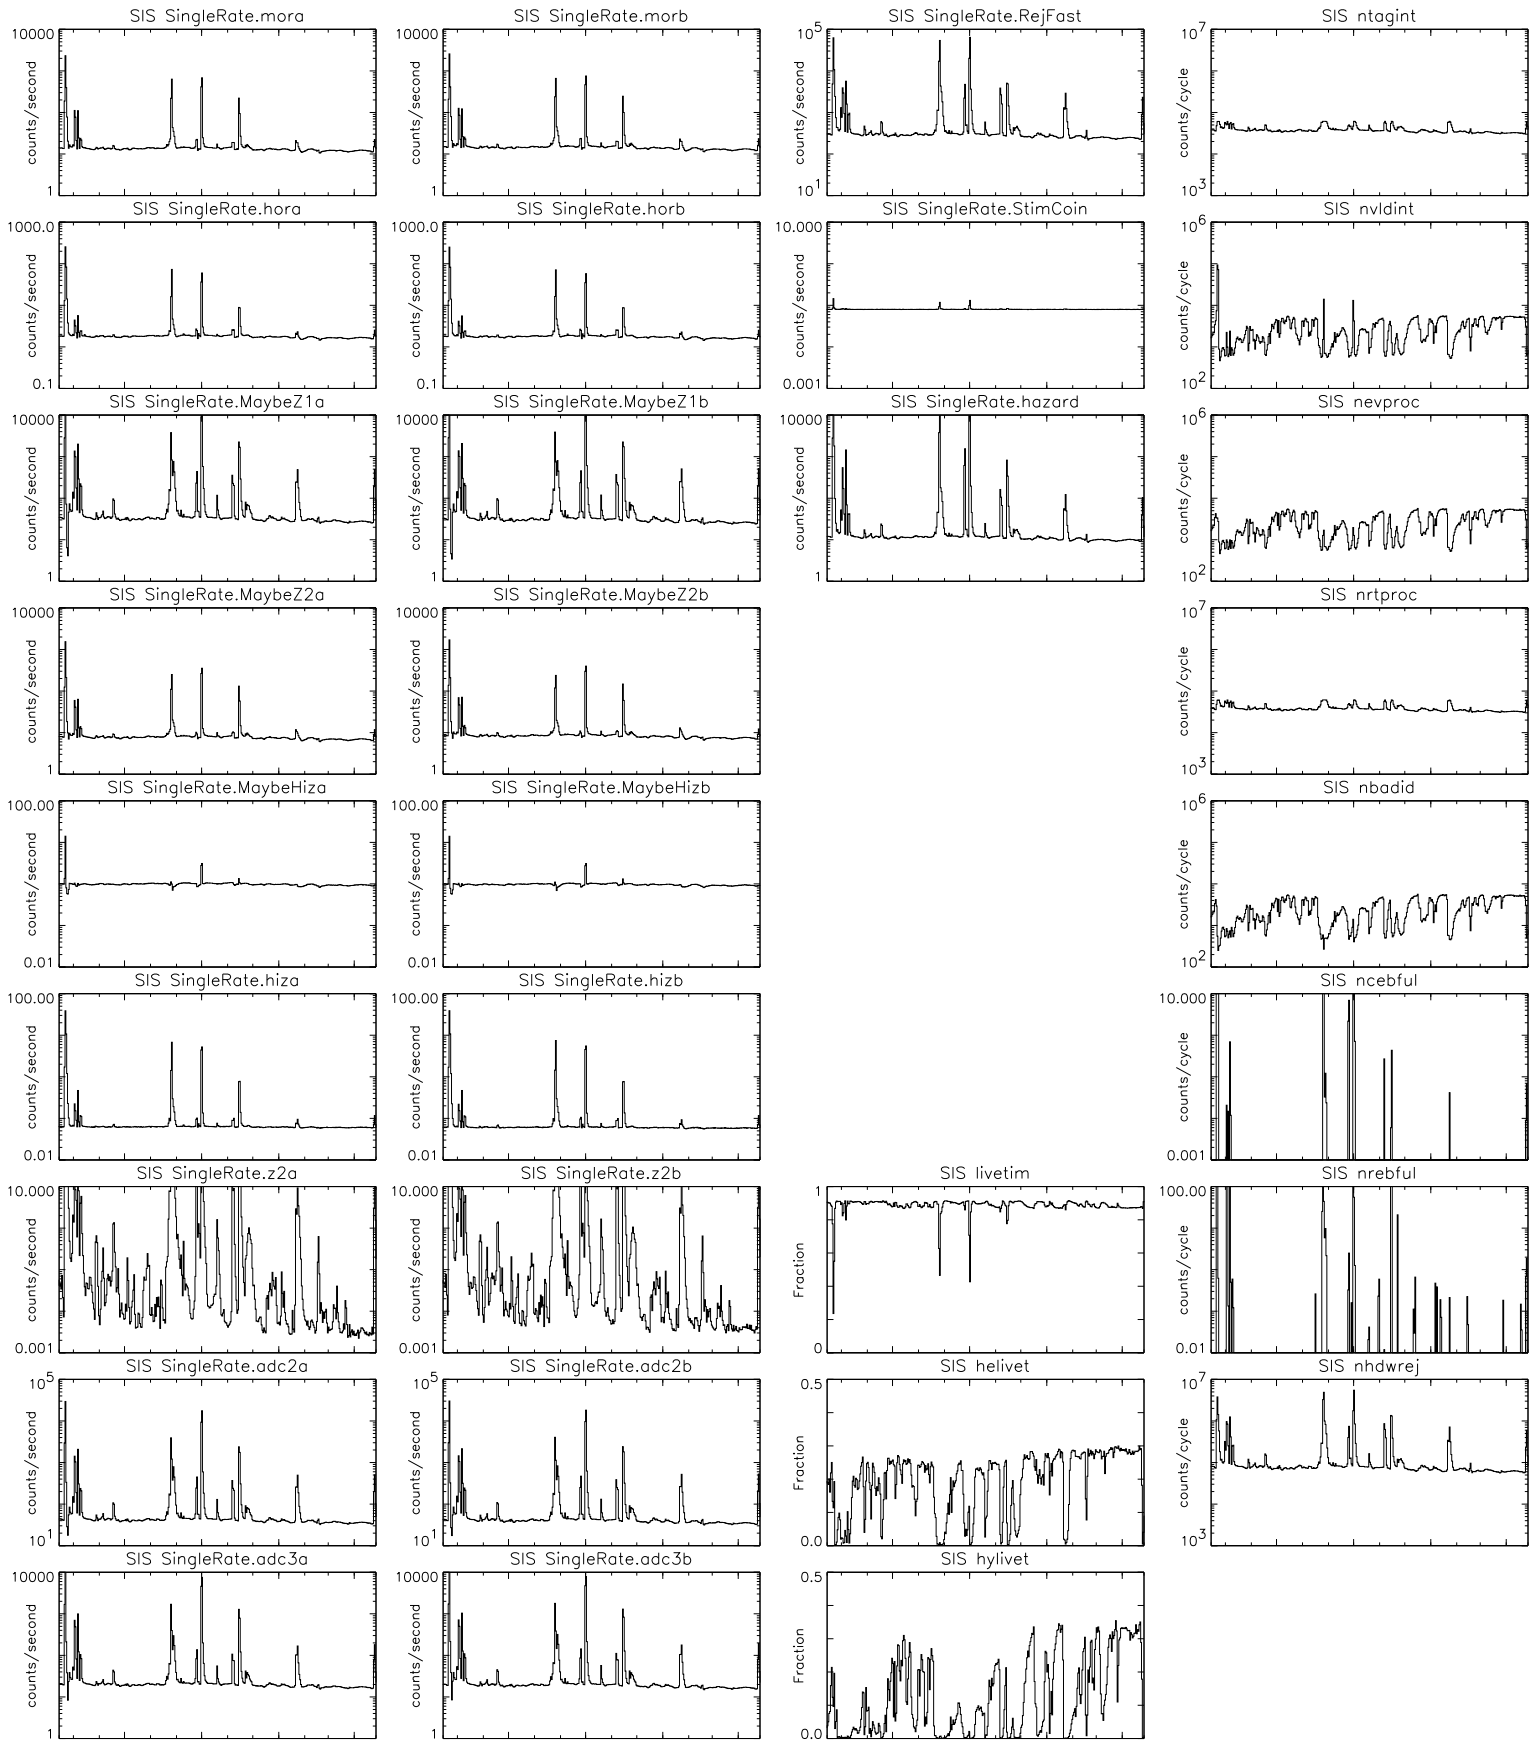 SIS SingleRate.mora
10000
counts/second
1
SIS SingleRate.morb
10000
counts/second
1
SIS SingleRate.RejFast
10^5
counts/second
10^1
SIS ntagint
10^7
counts/cycle
10^3
SIS SingleRate.hora
1000.0
counts/second
0.1
SIS SingleRate.horb
1000.0
counts/second
0.1
SIS SingleRate.StimCoin
10.000
counts/second
0.001
SIS nvldint
10^6
counts/cycle
10^2
SIS SingleRate.MaybeZ1a
10000
counts/second
1
SIS SingleRate.MaybeZ1b
10000
counts/second
1
SIS SingleRate.hazard
10000
counts/second
1
SIS nevproc
10^6
counts/cycle
10^2
SIS SingleRate.MaybeZ2a
10000
counts/second
1
SIS SingleRate.MaybeZ2b
10000
counts/second
1
SIS nrtproc
10^7
counts/cycle
10^3
SIS SingleRate.MaybeHiza
100.00
counts/second
0.01
SIS SingleRate.MaybeHizb
100.00
counts/second
0.01
SIS nbadid
10^6
counts/cycle
10^2
SIS SingleRate.hiza
100.00
counts/second
0.01
SIS SingleRate.hizb
100.00
counts/second
0.01
SIS ncebful
10.000
counts/cycle
0.001
SIS SingleRate.z2a
10.000
counts/second
0.001
SIS SingleRate.z2b
10.000
counts/second
0.001
SIS livetim
1
Fraction
0
SIS nrebful
100.00
counts/cycle
0.01
SIS SingleRate.adc2a
10^5
counts/second
10^1
SIS SingleRate.adc2b
10^5
counts/second
10^1
SIS helivet
0.5
Fraction
0.0
SIS nhdwrej
10^7
counts/cycle
10^3
SIS SingleRate.adc3a
10000
counts/second
1
SIS SingleRate.adc3b
10000
counts/second
1
SIS hylivet
0.5
Fraction
0.0